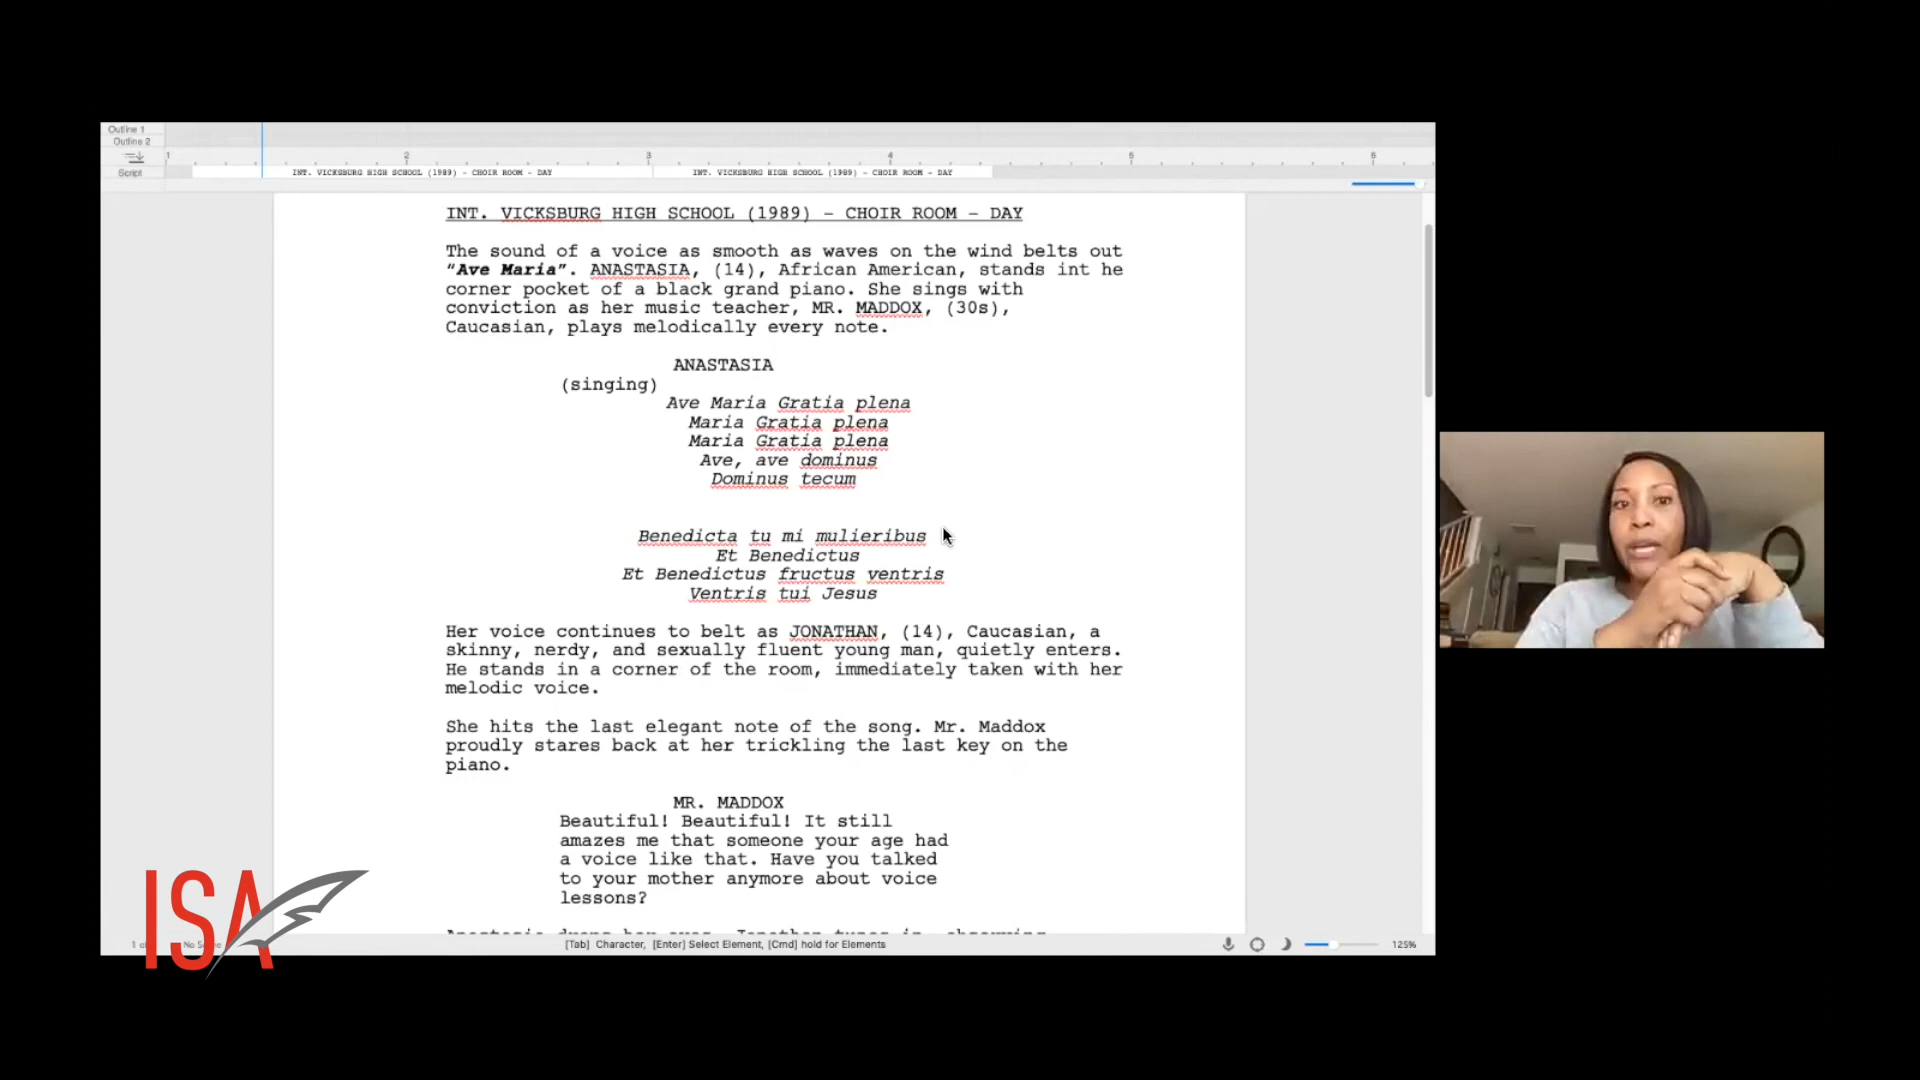 Outline 1
Outline 2
1 2 3 4 5 6
Script
INT. VICKSBURG HIGH SCHOOL (1989) - CHOIR ROOM - DAY INT. VICKSBURG HIGH SCHOOL (1989) - CHOIR ROOM - DAY
INT. VICKSBURG HIGH SCHOOL (1989) - CHOIR ROOM - DAY
The sound of a voice as smooth as waves on the wind belts out
“Ave Maria”. ANASTASIA, (14), African American, stands int he
corner pocket of a black grand piano. She sings with
conviction as her music teacher, MR. MADDOX, (30s),
Caucasian, plays melodically every note.
ANASTASIA
(singing)
Ave Maria Gratia plena
Maria Gratia plena
Maria Gratia plena
Ave, ave dominus
Dominus tecum
Benedicta tu mi mulieribus
Et Benedictus
Et Benedictus fructus ventris
Ventris tui Jesus
Her voice continues to belt as JONATHAN, (14), Caucasian, a
skinny, nerdy, and sexually fluent young man, quietly enters.
He stands in a corner of the room, immediately taken with her
melodic voice.
She hits the last elegant note of the song. Mr. Maddox
proudly stares back at her trickling the last key on the
piano.
MR. MADDOX
Beautiful! Beautiful! It still
amazes me that someone your age had
a voice like that. Have you talked
to your mother anymore about voice
lessons?
[Tab] Character, [Enter] Select Element, [Cmd] hold for Elements
125%
ISA